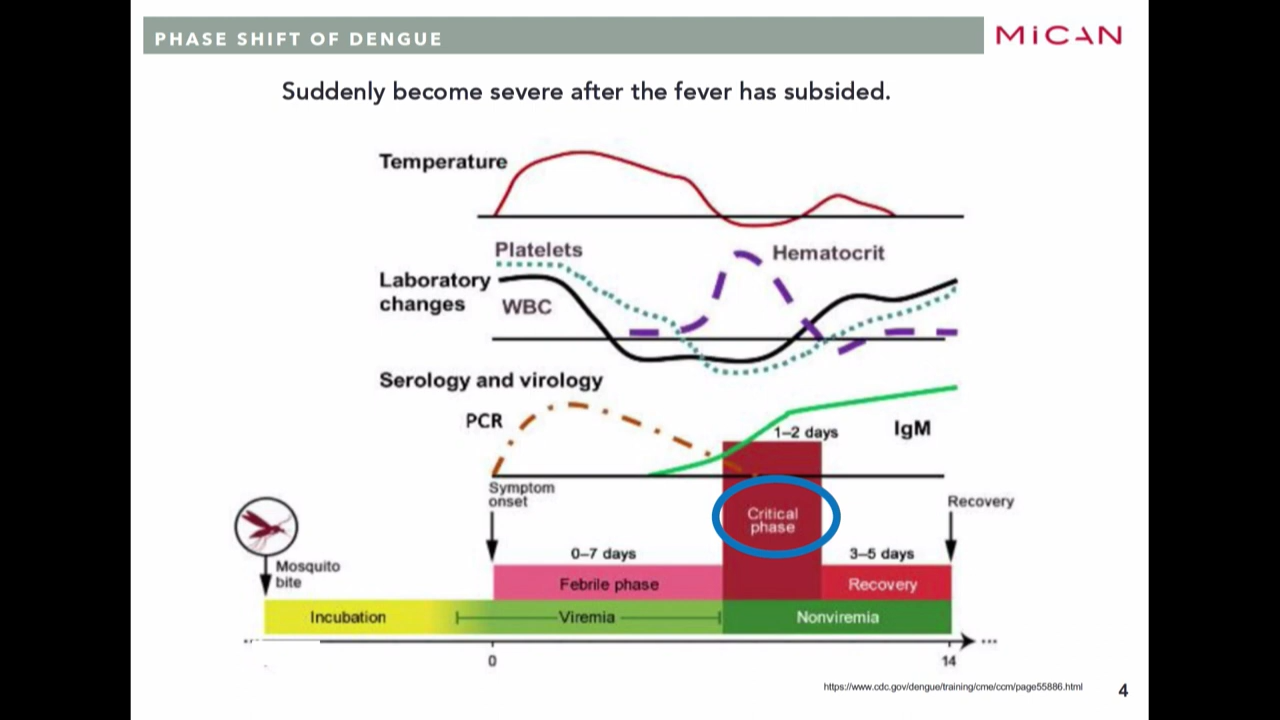 PHASE SHIFT OF DENGUE
MiCAN
Suddenly become severe after the fever has subsided.
Temperature
Platelets
Hematocrit
Laboratory
changes
WBC
Serology and virology
PCR
1–2 days
IgM
Symptom
onset
Critical
phase
Recovery
Mosquito
bite
0–7 days
3–5 days
Febrile phase
Recovery
Incubation
Viremia
Nonviremia
0
14
https://www.cdc.gov/dengue/training/cme/ccm/page55886.html
4